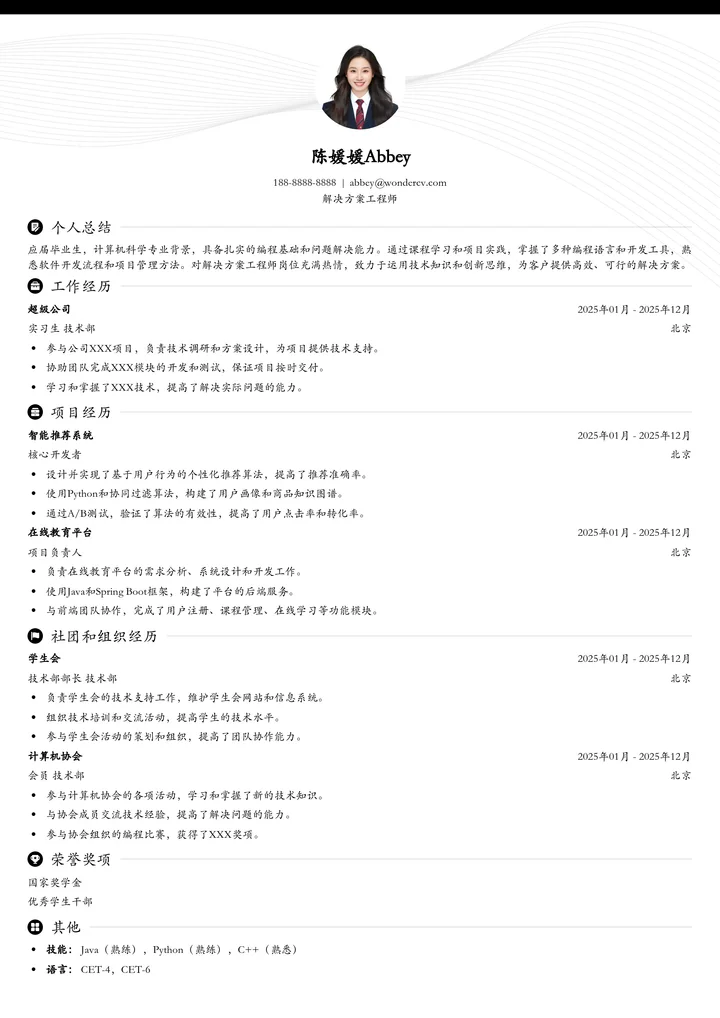 陈媛媛Abbey
188-8888-8888 | abbey@wondercv.com
解决方案工程师
个人总结
应届毕业生，计算机科学专业背景，具备扎实的编程基础和问题解决能力。通过课程学习和项目实践，掌握了多种编程语言和开发工具，熟
悉软件开发流程和项目管理方法。对解决方案工程师岗位充满热情，致力于运用技术知识和创新思维，为客户提供高效、可行的解决方案。
工作经历
超级公司 2025年01月 - 2025年12月
实习生 技术部 北京
• 参与公司XXX项目，负责技术调研和方案设计，为项目提供技术支持。
• 协助团队完成XXX模块的开发和测试，保证项目按时交付。
• 学习和掌握了XXX技术，提高了解决实际问题的能力。
项目经历
智能推荐系统 2025年01月 - 2025年12月
核心开发者 北京
• 设计并实现了基于用户行为的个性化推荐算法，提高了推荐准确率。
• 使用Python和协同过滤算法，构建了用户画像和商品知识图谱。
• 通过A/B测试，验证了算法的有效性，提高了用户点击率和转化率。
在线教育平台 2025年01月 - 2025年12月
项目负责人 北京
• 负责在线教育平台的需求分析、系统设计和开发工作。
• 使用Java和Spring Boot框架，构建了平台的后端服务。
• 与前端团队协作，完成了用户注册、课程管理、在线学习等功能模块。
社团和组织经历
学生会 2025年01月 - 2025年12月
技术部部长 技术部 北京
• 负责学生会的技术支持工作，维护学生会网站和信息系统。
• 组织技术培训和交流活动，提高学生的技术水平。
• 参与学生会活动的策划和组织，提高了团队协作能力。
计算机协会 2025年01月 - 2025年12月
会员 技术部 北京
• 参与计算机协会的各项活动，学习和掌握了新的技术知识。
• 与协会成员交流技术经验，提高了解决问题的能力。
• 参与协会组织的编程比赛，获得了XXX奖项。
荣誉奖项
国家奖学金
优秀学生干部
其他
• 技能： Java（熟练），Python（熟练），C++（熟悉）
• 语言： CET-4，CET-6